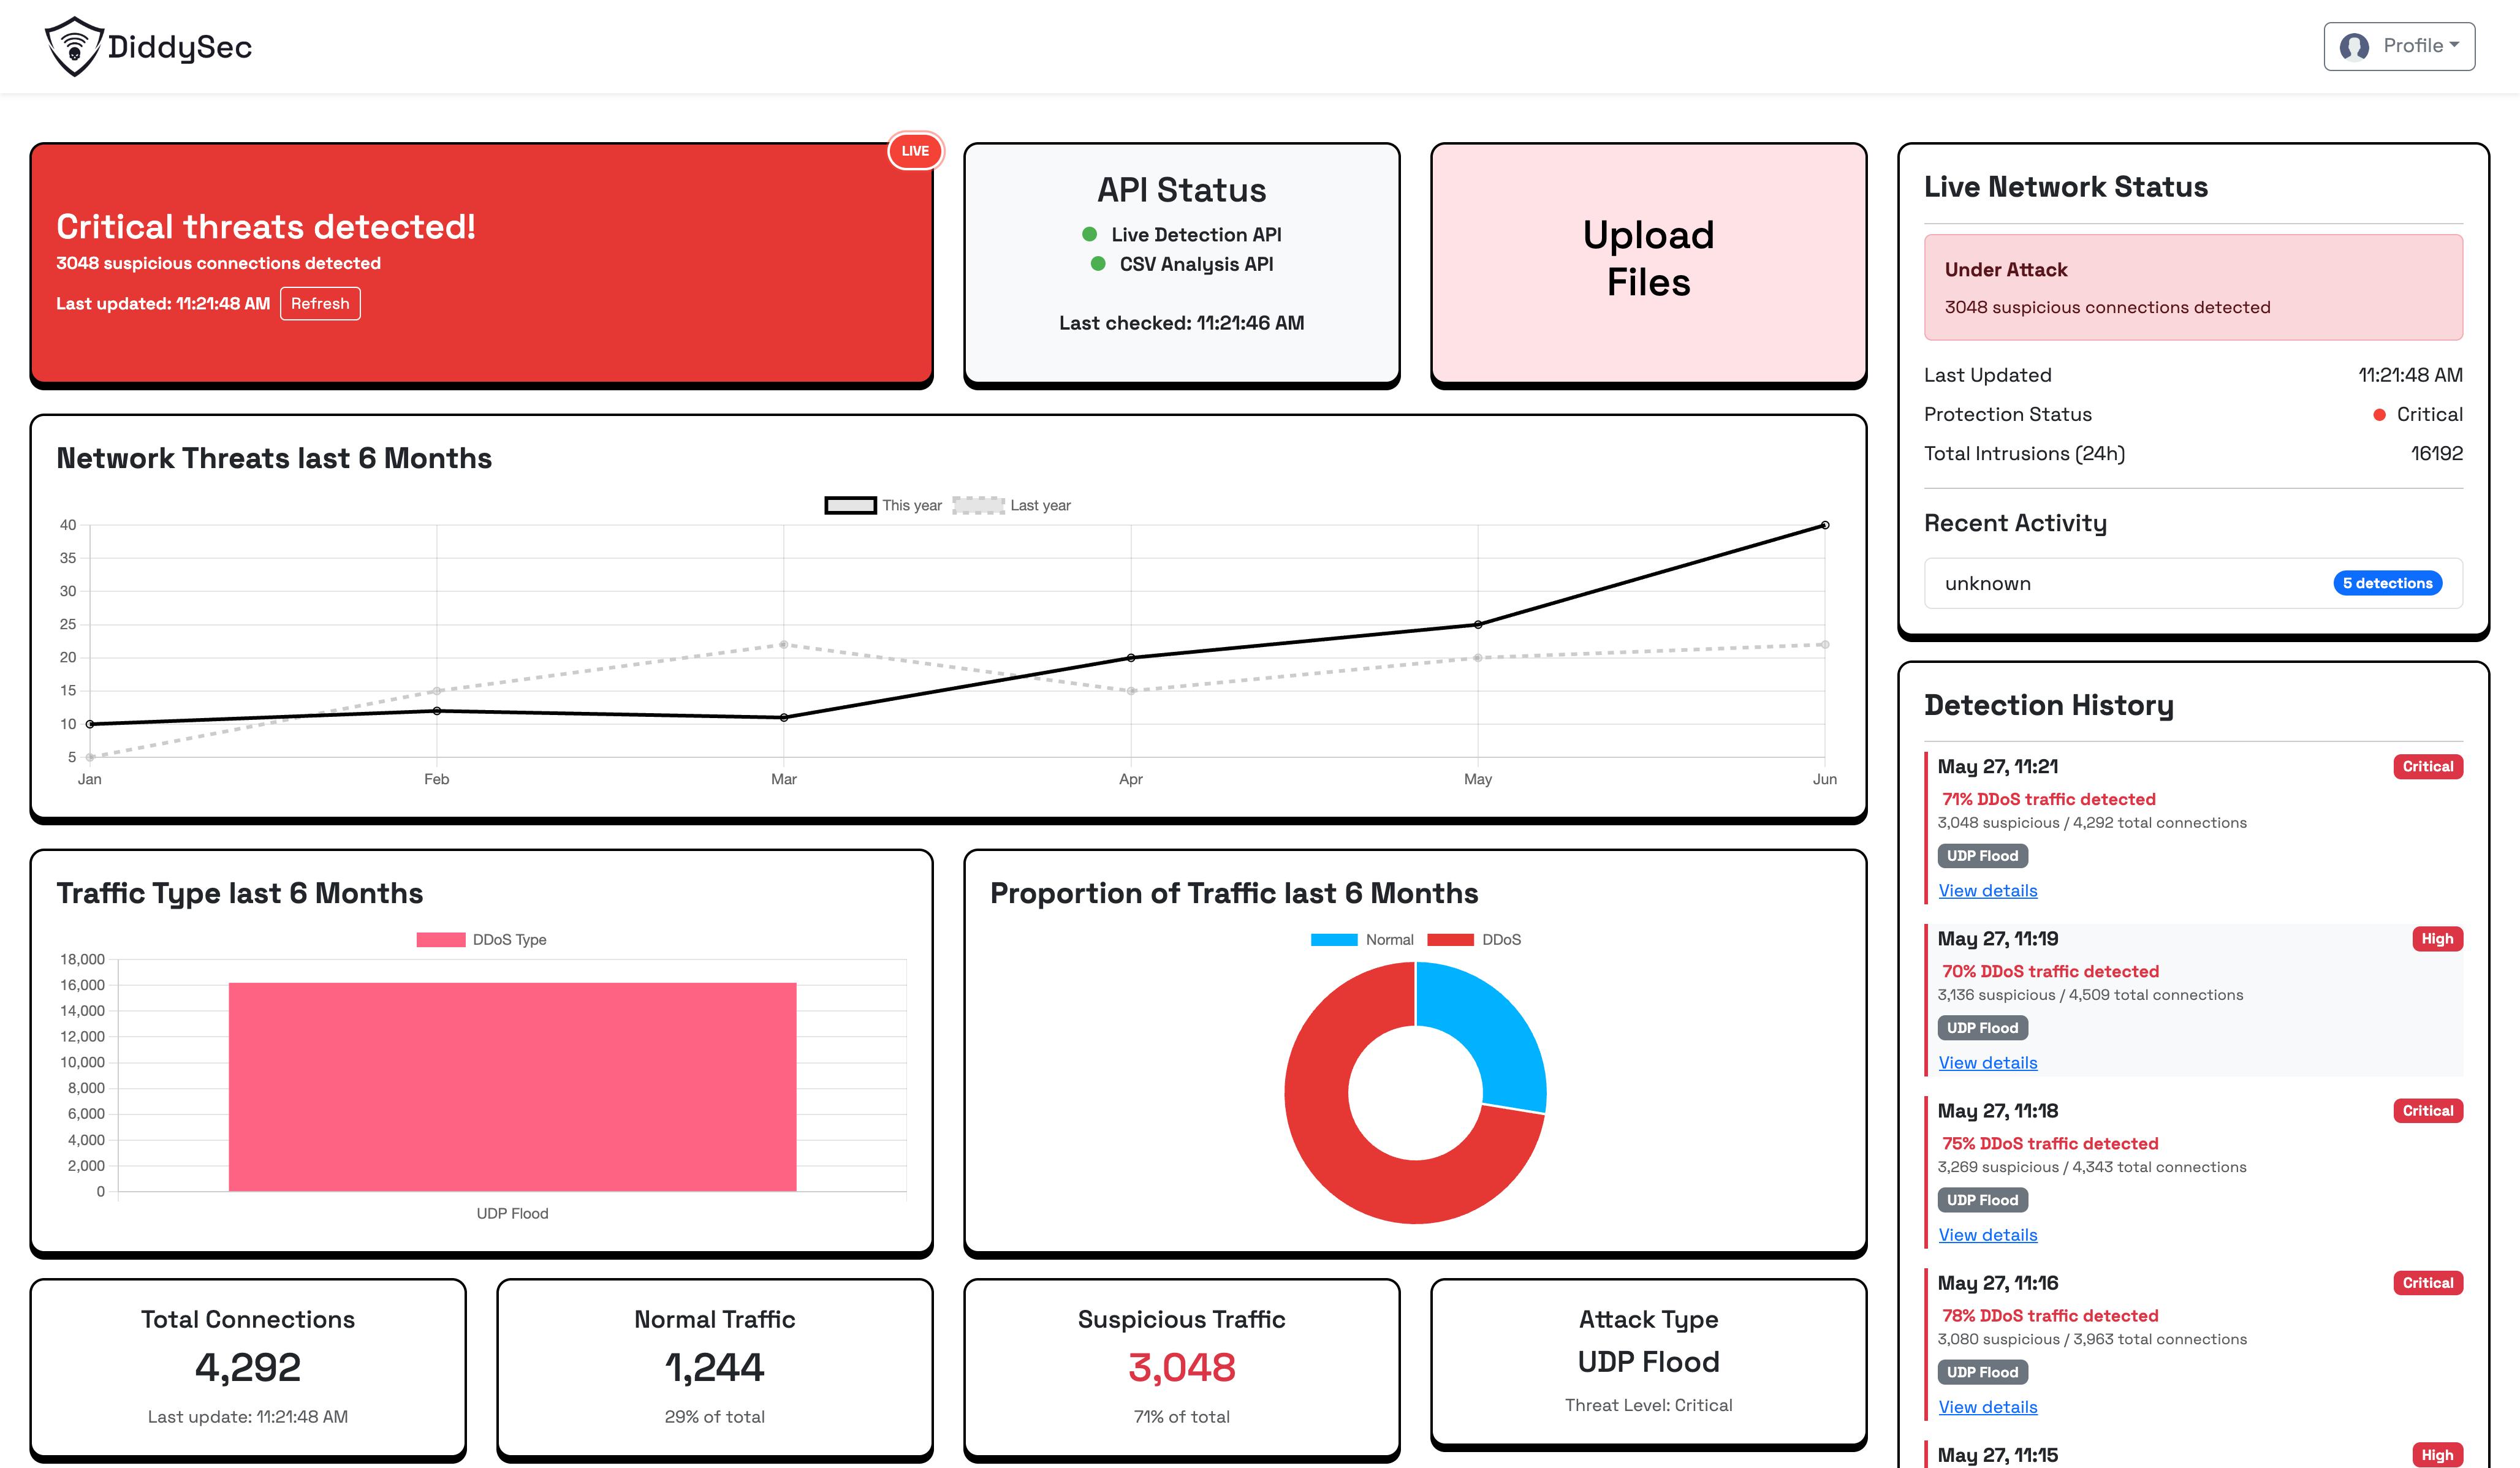 DiddySec
Profile
LIVE
Critical threats detected!
3048 suspicious connections detected
Last updated: 11:21:48 AM Refresh
API Status
Live Detection API
CSV Analysis API
Last checked: 11:21:46 AM
Upload
Files
Network Threats last 6 Months
This year Last year
40
35
30
25
20
15
10
5
Jan Feb Mar Apr May Jun
Traffic Type last 6 Months
DDoS Type
18,000
16,000
14,000
12,000
10,000
8,000
6,000
4,000
2,000
0
UDP Flood
Proportion of Traffic last 6 Months
Normal DDoS
Total Connections
4,292
Last update: 11:21:48 AM
Normal Traffic
1,244
29% of total
Suspicious Traffic
3,048
71% of total
Attack Type
UDP Flood
Threat Level: Critical
Live Network Status
Under Attack
3048 suspicious connections detected
Last Updated 11:21:48 AM
Protection Status Critical
Total Intrusions (24h) 16192
Recent Activity
unknown 5 detections
Detection History
May 27, 11:21 Critical
71% DDoS traffic detected
3,048 suspicious / 4,292 total connections
UDP Flood
View details
May 27, 11:19 High
70% DDoS traffic detected
3,136 suspicious / 4,509 total connections
UDP Flood
View details
May 27, 11:18 Critical
75% DDoS traffic detected
3,269 suspicious / 4,343 total connections
UDP Flood
View details
May 27, 11:16 Critical
78% DDoS traffic detected
3,080 suspicious / 3,963 total connections
UDP Flood
View details
May 27, 11:15 High